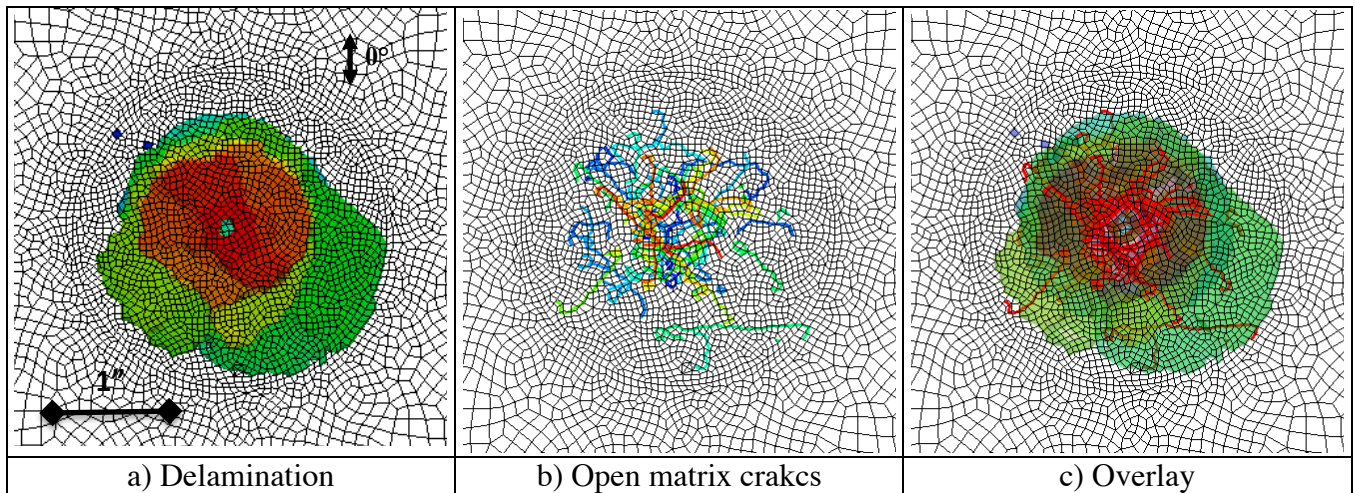 0°
1”
a) Delamination
b) Open matrix crakcs
c) Overlay